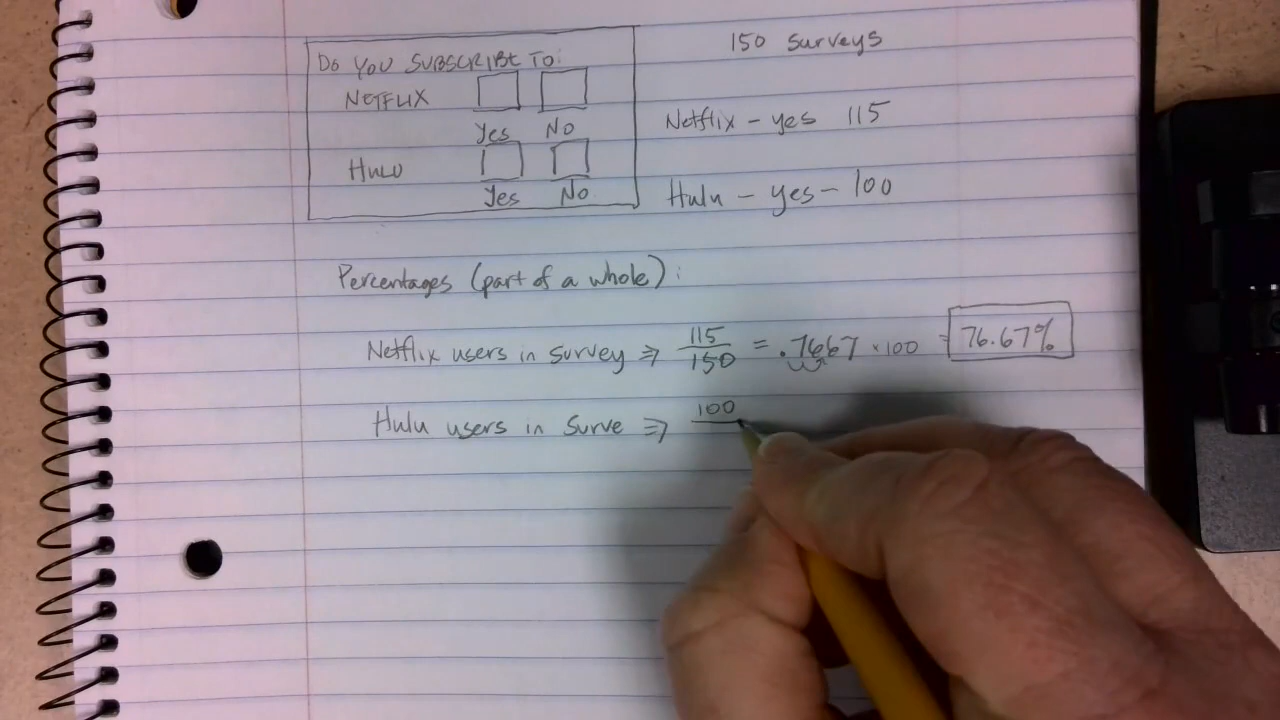 Do YOU SUBSCRIBE TO:
NETFLIX
Yes No
HULU
Yes No
150 Surveys
Netflix - yes 115
Hulu - yes - 100
Percentages (part of a whole):
Netflix users in survey ⇒ 115/150 = .7667 · 100 = 76.67%
Hulu users in Surve ⇒ 100